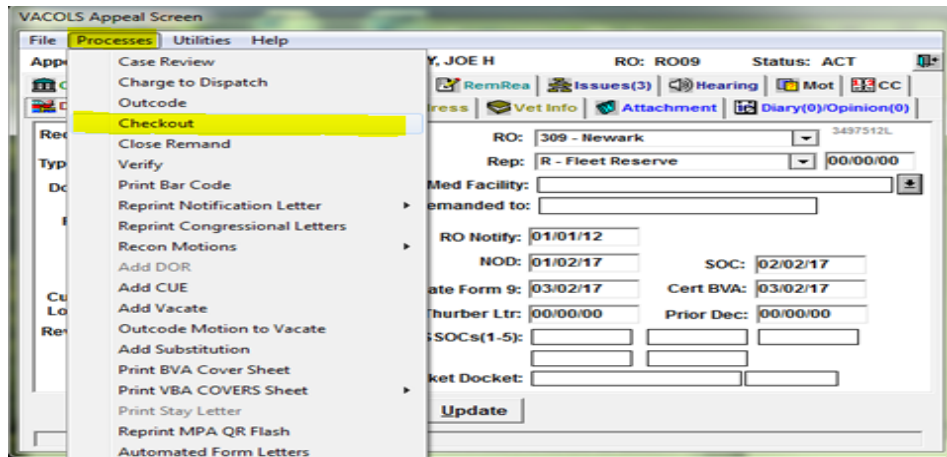 VACOLS Appeal Screen
File Processes Utilities Help
Y, JOE H RO: RO09 Status: ACT
Case Review
Charge to Dispatch
Outcode
Checkout
Close Remand
Verify
Print Bar Code
Reprint Notification Letter
Reprint Congressional Letters
Recon Motions
Add DOR
Add CUE
Add Vacate
Outcode Motion to Vacate
Add Substitution
Print BVA Cover Sheet
Print VBA COVERS Sheet
Print Stay Letter
Reprint MPA QR Flash
Automated Form Letters
RemRea Issues(3) Hearing Mot CC
ress Vet Info Attachment Diary(0)/Opinion(0)
RO: 309 - Newark 3497512L
Rep: R - Fleet Reserve 00/00/00
Med Facility:
emanded to:
RO Notify: 01/01/12
NOD: 01/02/17 SOC: 02/02/17
ate Form 9: 03/02/17 Cert BVA: 03/02/17
Thurber Ltr: 00/00/00 Prior Dec: 00/00/00
SSOCs(1-5):
ket Docket:
Update